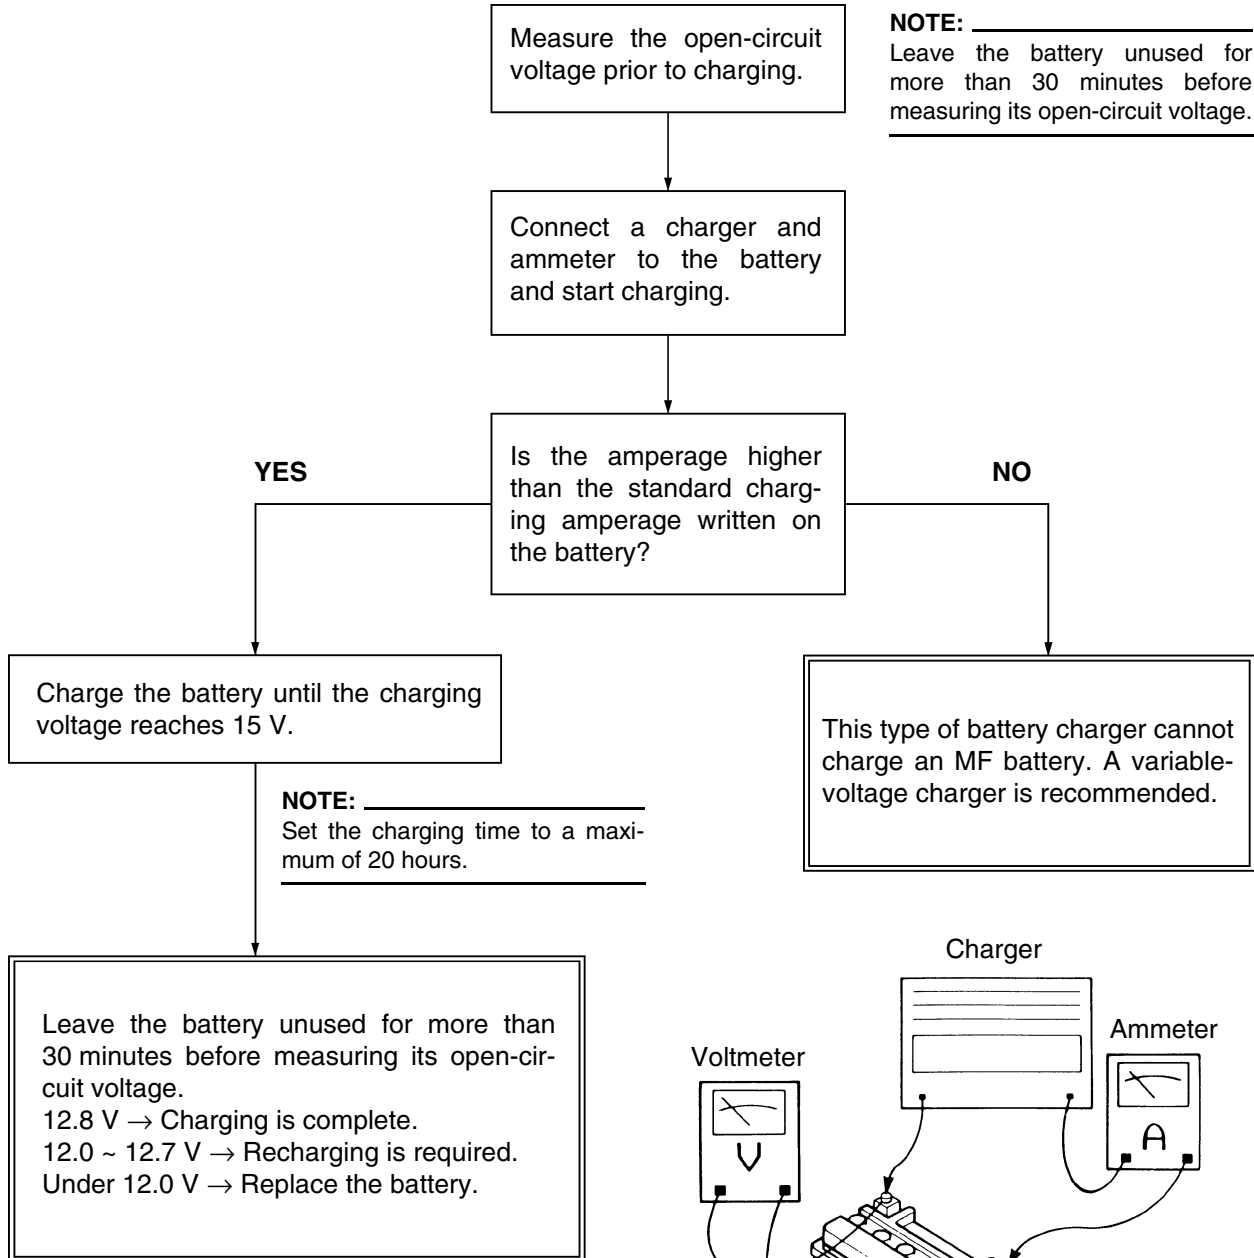 Measure the open-circuit
voltage prior to charging.
NOTE:
Leave the battery unused for
more than 30 minutes before
measuring its open-circuit voltage.
Connect a charger and
ammeter to the battery
and start charging.
Is the amperage higher
than the standard charg-
ing amperage written on
the battery?
YES
NO
Charge the battery until the charging
voltage reaches 15 V.
This type of battery charger cannot
charge an MF battery. A variable-
voltage charger is recommended.
NOTE:
Set the charging time to a maxi-
mum of 20 hours.
Leave the battery unused for more than
30 minutes before measuring its open-cir-
cuit voltage.
12.8 V → Charging is complete.
12.0 ~ 12.7 V → Recharging is required.
Under 12.0 V → Replace the battery.
Charger
Ammeter
Voltmeter
V
A